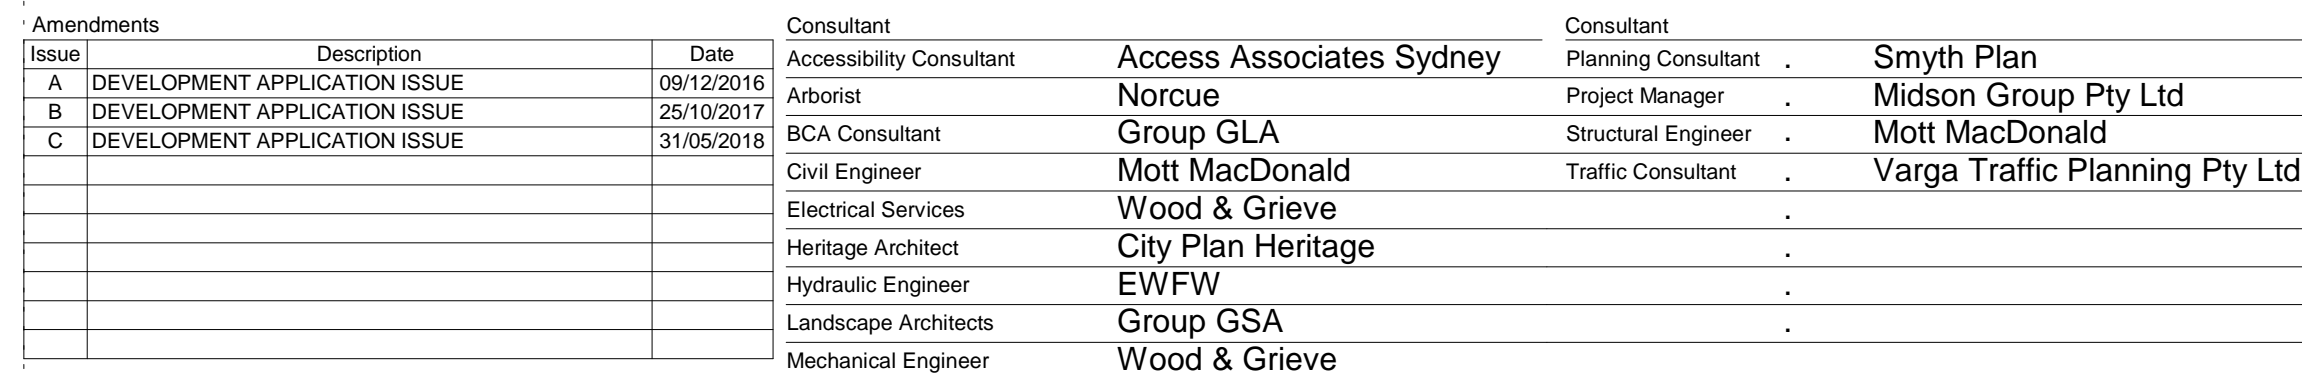 Amendments
Issue Description Date
A DEVELOPMENT APPLICATION ISSUE 09/12/2016
B DEVELOPMENT APPLICATION ISSUE 25/10/2017
C DEVELOPMENT APPLICATION ISSUE 31/05/2018
Consultant
Accessibility Consultant Access Associates Sydney
Arborist Norcue
BCA Consultant Group GLA
Civil Engineer Mott MacDonald
Electrical Services Wood & Grieve
Heritage Architect City Plan Heritage
Hydraulic Engineer EWFW
Landscape Architects Group GSA
Mechanical Engineer Wood & Grieve
Consultant
Planning Consultant . Smyth Plan
Project Manager . Midson Group Pty Ltd
Structural Engineer . Mott MacDonald
Traffic Consultant . Varga Traffic Planning Pty Ltd
.
.
.
.